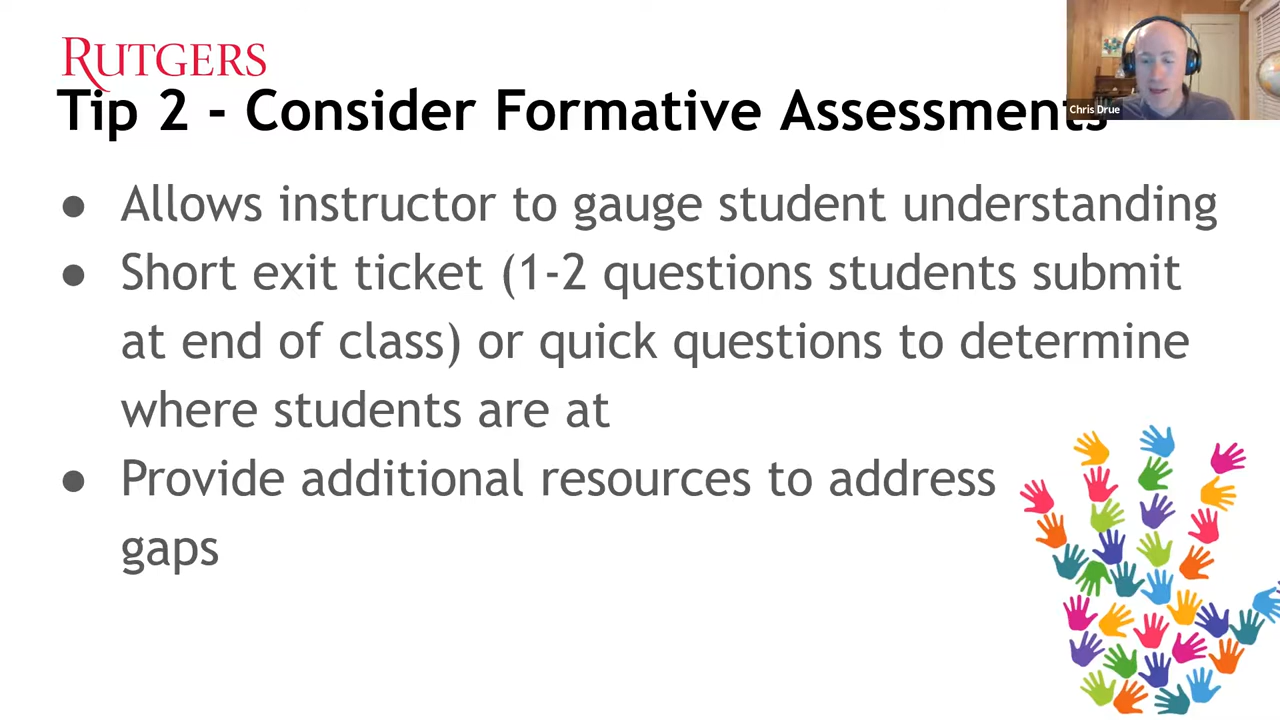 RUTGERS
Tip 2 - Consider Formative Assessments
Chris Drue
● Allows instructor to gauge student understanding
● Short exit ticket (1-2 questions students submit
at end of class) or quick questions to determine
where students are at
● Provide additional resources to address
gaps